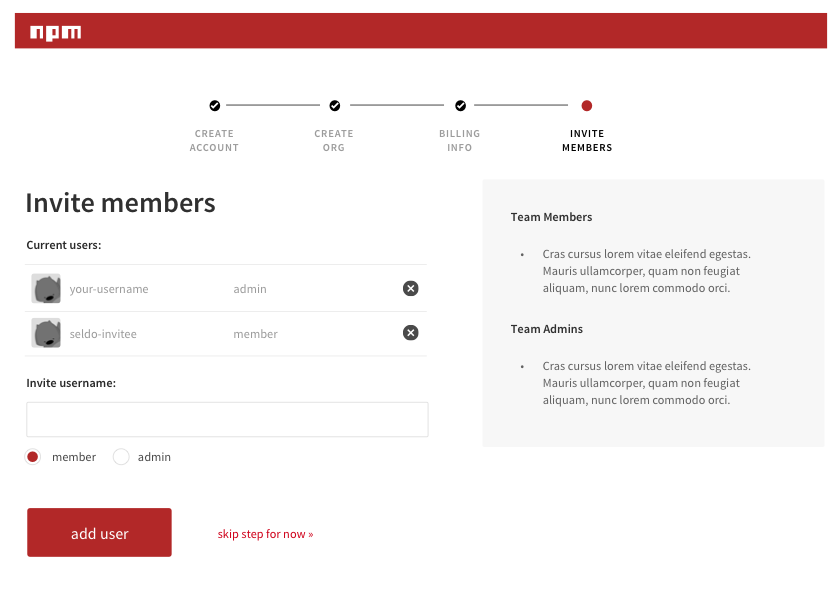 npm
CREATE
ACCOUNT
CREATE
ORG
BILLING
INFO
INVITE
MEMBERS
Invite members
Current users:
your-username admin
seldo-invitee member
Invite username:
member admin
add user skip step for now »
Team Members
• Cras cursus lorem vitae eleifend egestas.
Mauris ullamcorper, quam non feugiat
aliquam, nunc lorem commodo orci.
Team Admins
• Cras cursus lorem vitae eleifend egestas.
Mauris ullamcorper, quam non feugiat
aliquam, nunc lorem commodo orci.